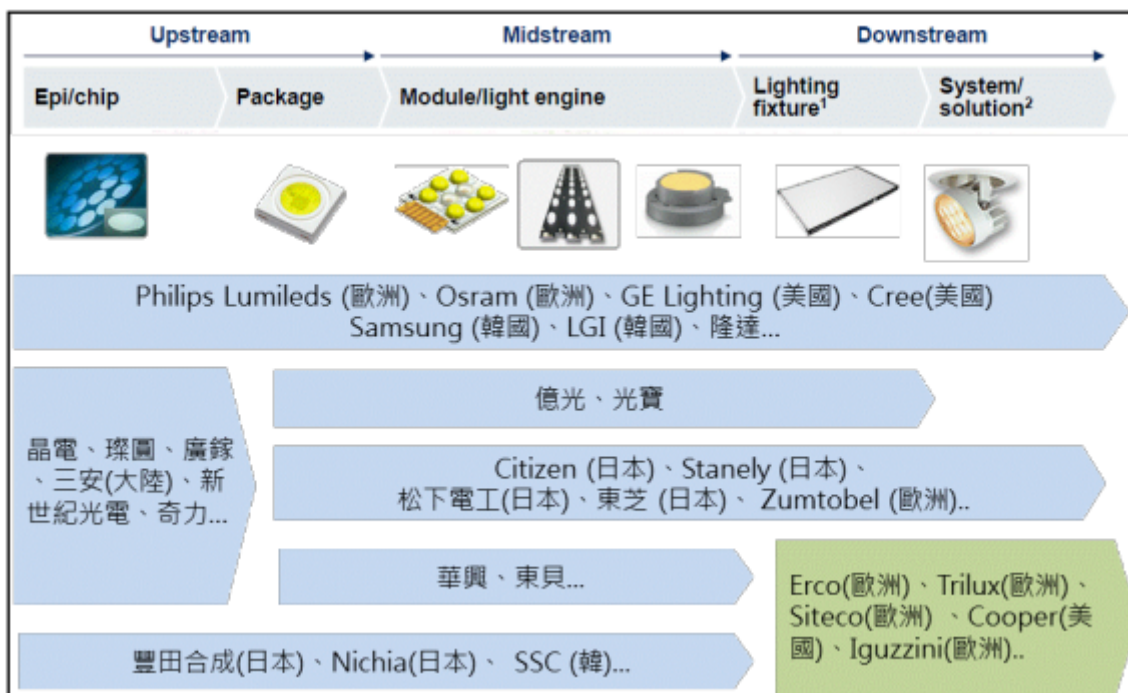 Upstream
Midstream
Downstream
Epi/chip
Package
Module/light engine
Lighting
fixture1
System/
solution2
Philips Lumileds (歐洲)、Osram (歐洲)、GE Lighting (美國)、Cree(美國)
Samsung (韓國)、LGI (韓國)、隆達...
晶電、璨圓、廣鎵
、三安(大陸)、新
世紀光電、奇力...
億光、光寶
Citizen (日本)、Stanely (日本)、
松下電工(日本)、東芝 (日本)、 Zumtobel (歐洲)..
華興、東貝...
Erco(歐洲)、Trilux(歐洲)、
Siteco(歐洲) 、Cooper(美
國)、Iguzzini(歐洲)..
豐田合成(日本)、Nichia(日本)、 SSC (韓)...